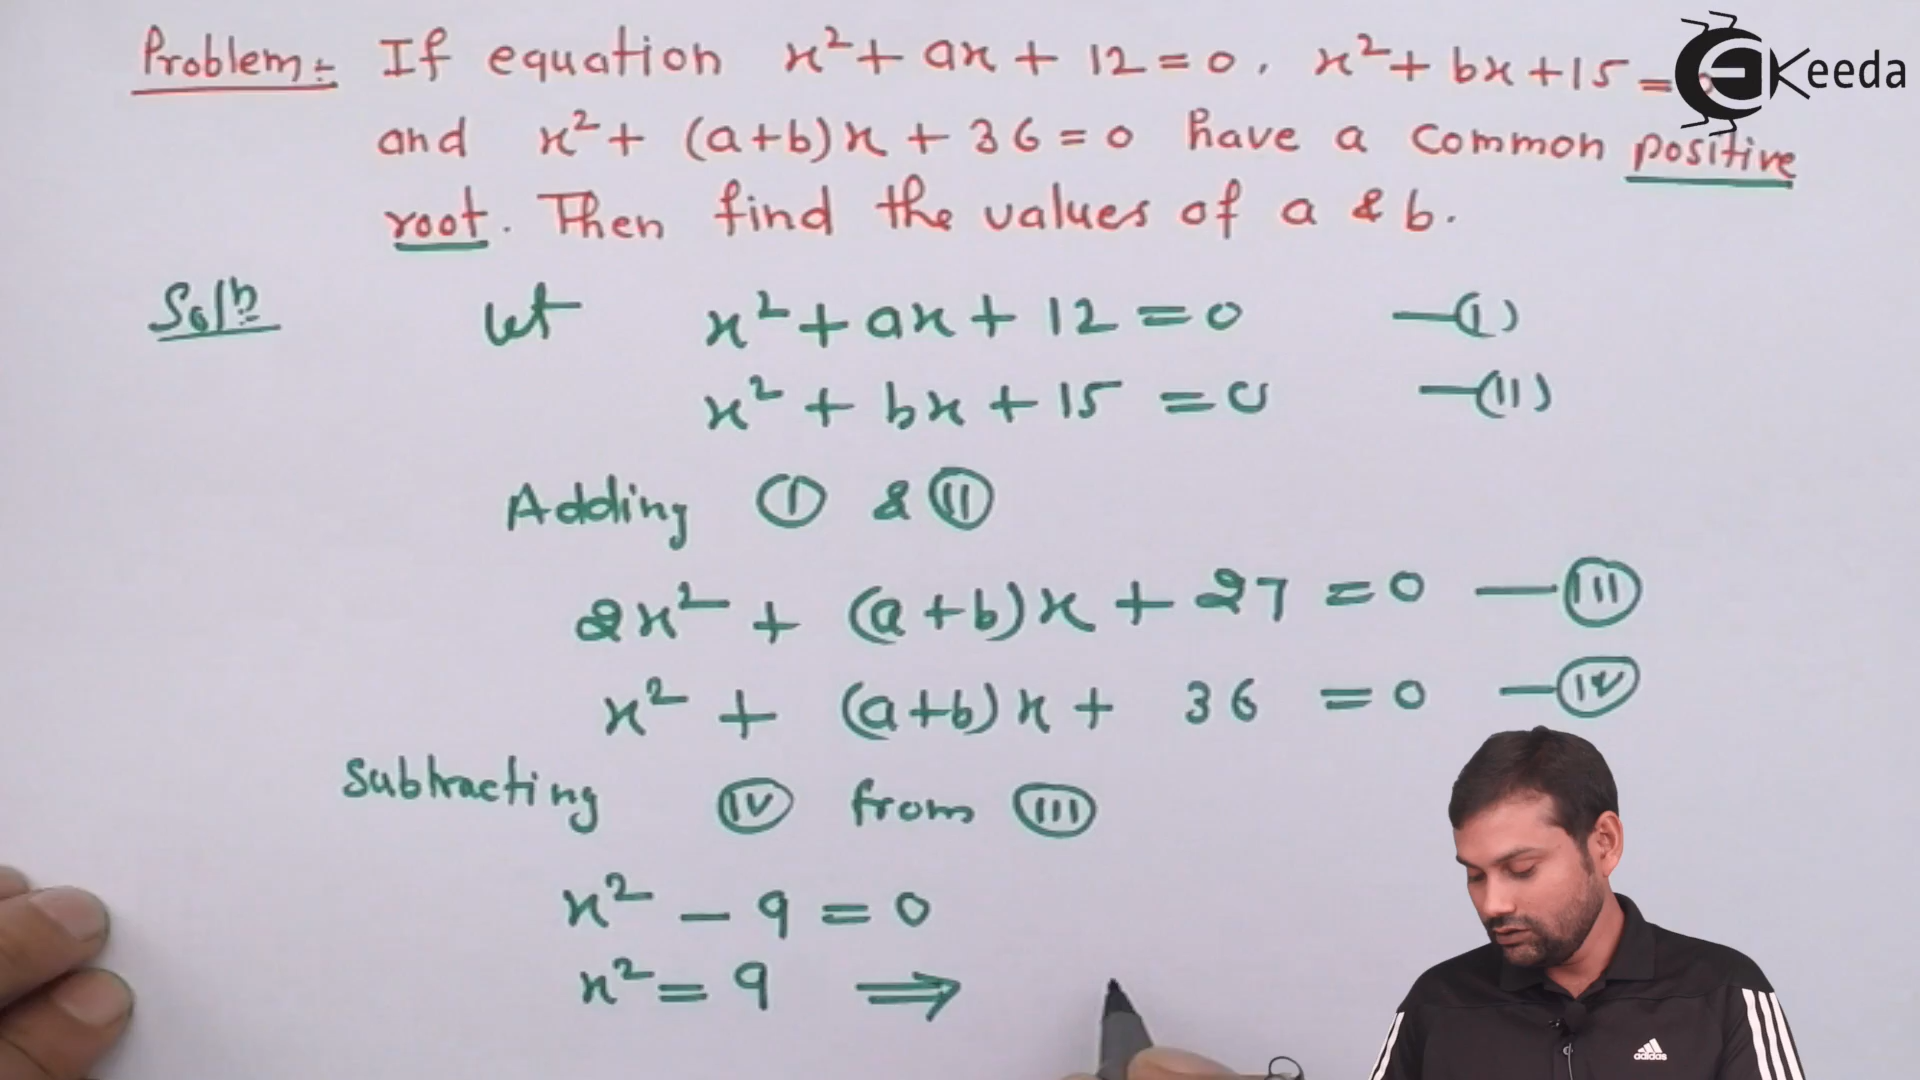 Problem:- If equation x²+ ax + 12 = 0, x²+ bx +15 =
and x²+ (a+b)x + 36 = 0 have a common positive
root. Then find the values of a & b.
Solⁿ Let x²+ ax + 12 = 0 —(I)
x² + bx + 15 = 0 —(II)
Adding (I) & (II)
2x² + (a+b)x + 27 = 0 — (III)
x² + (a+b)x + 36 = 0 — (IV)
Subtracting (IV) from (III)
x² - 9 = 0
x² = 9 ⟹
Keeda
adidas